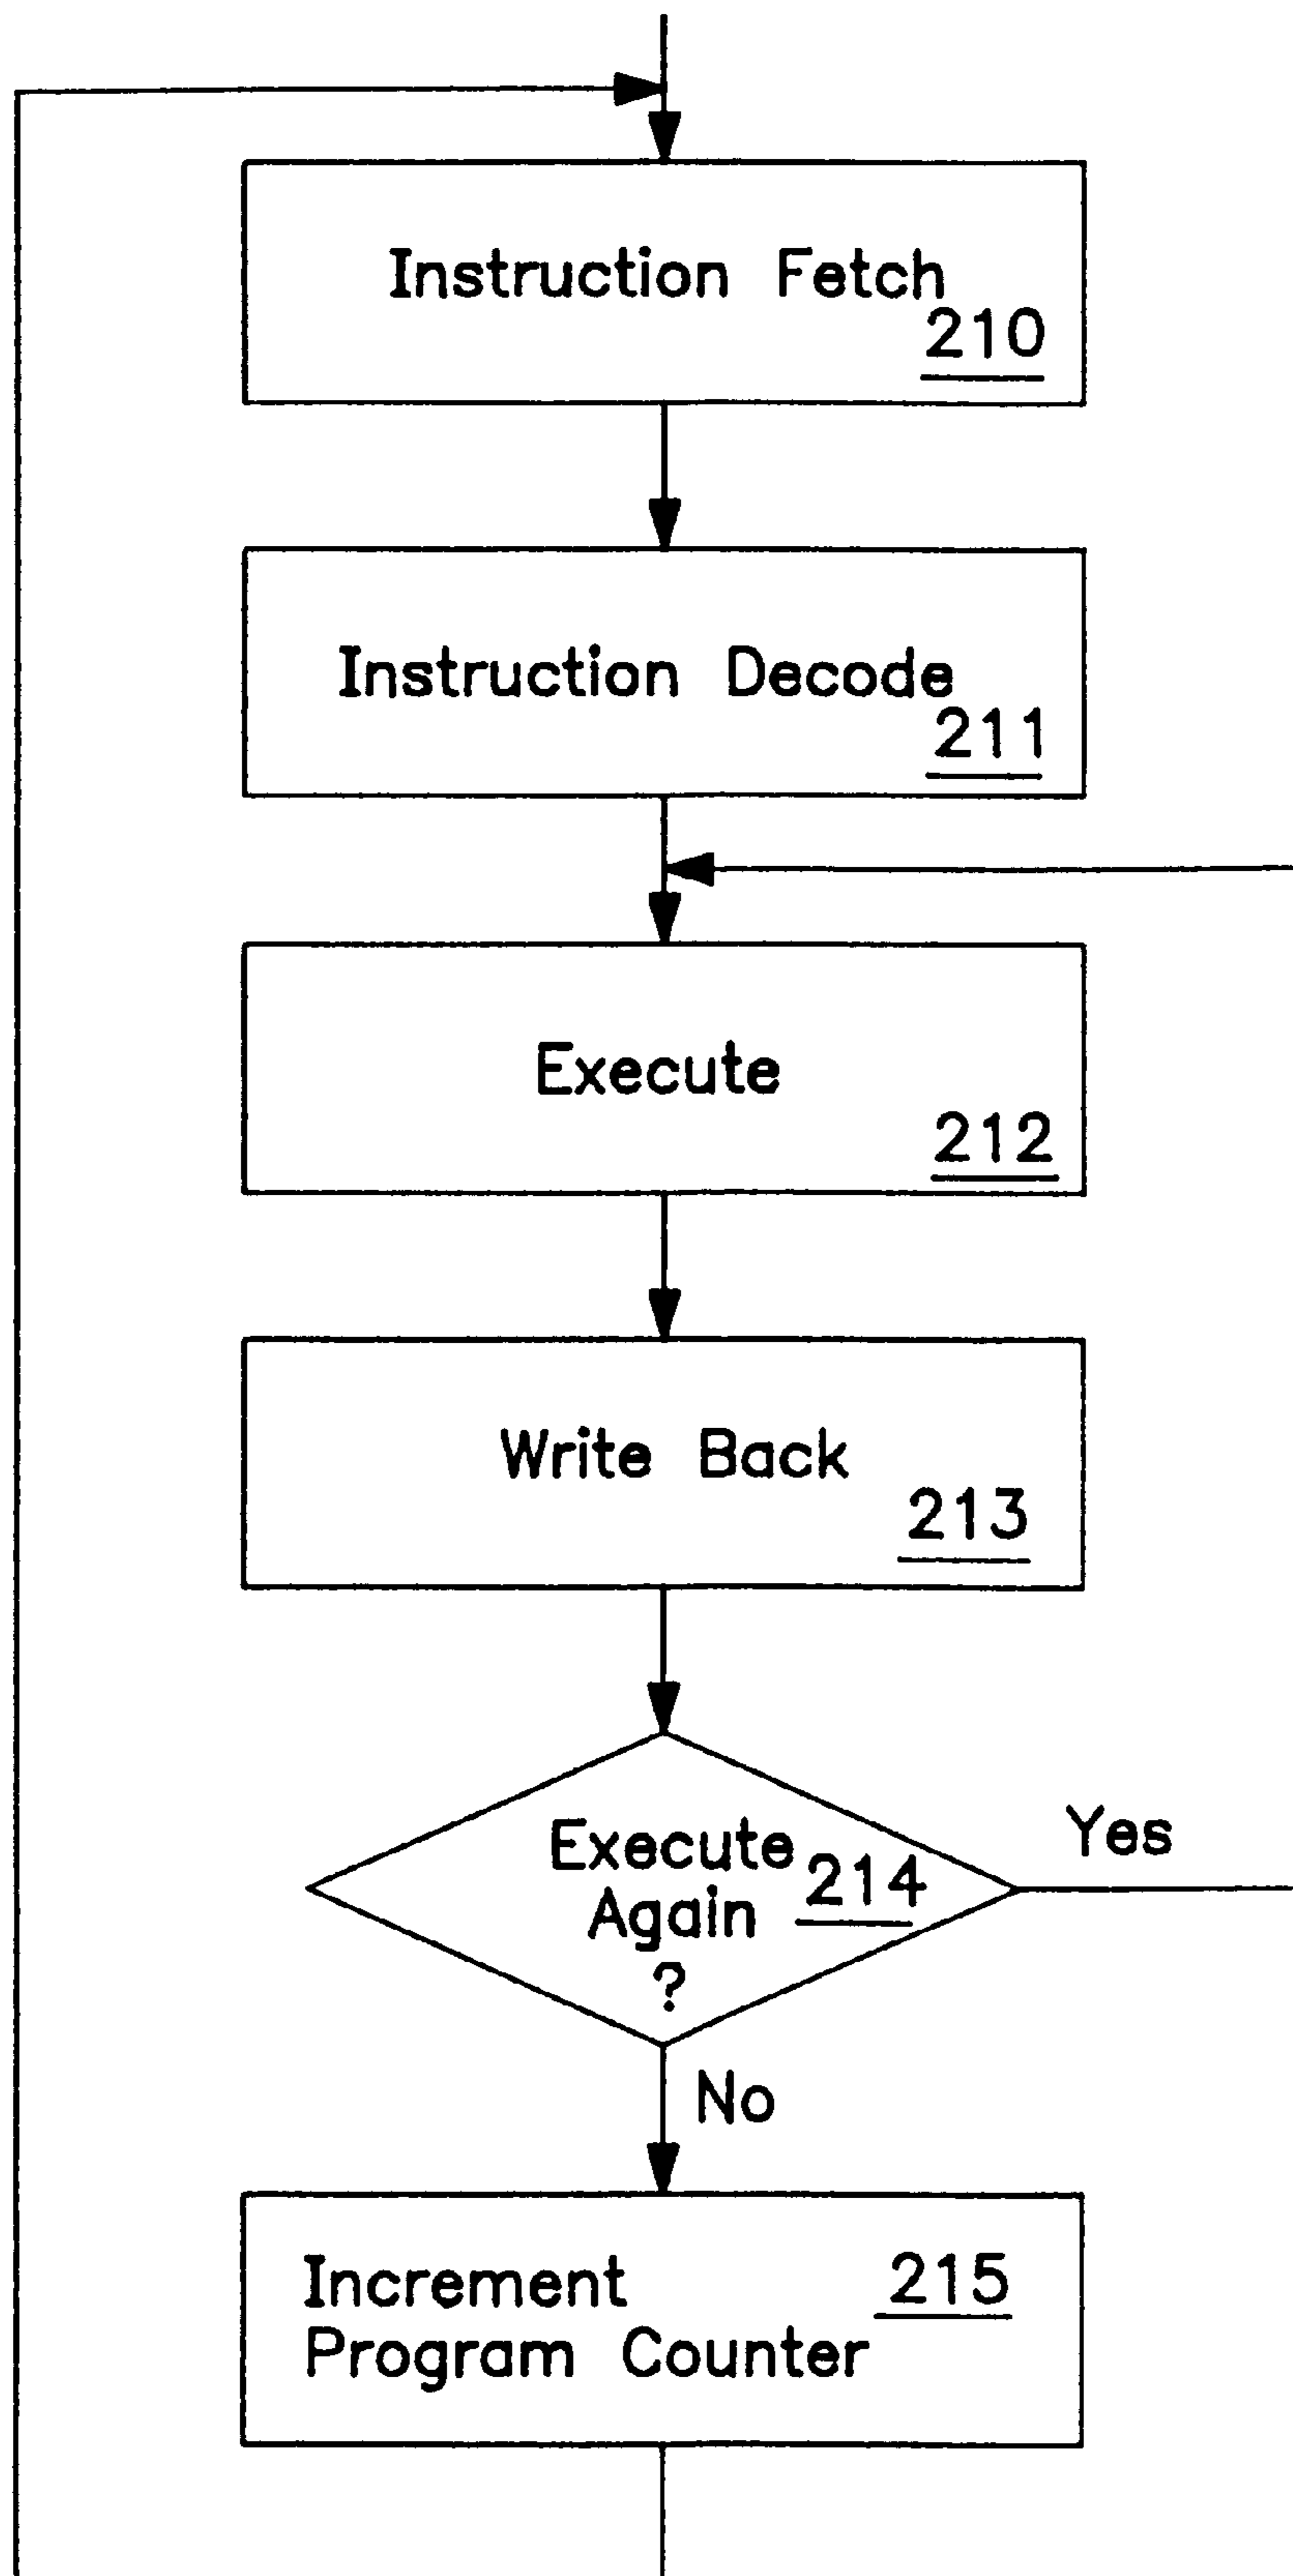 Instruction Fetch
210
Instruction Decode
211
Execute
212
Write Back
213
Execute
Again 214
?
Yes
No
Increment 215
Program Counter